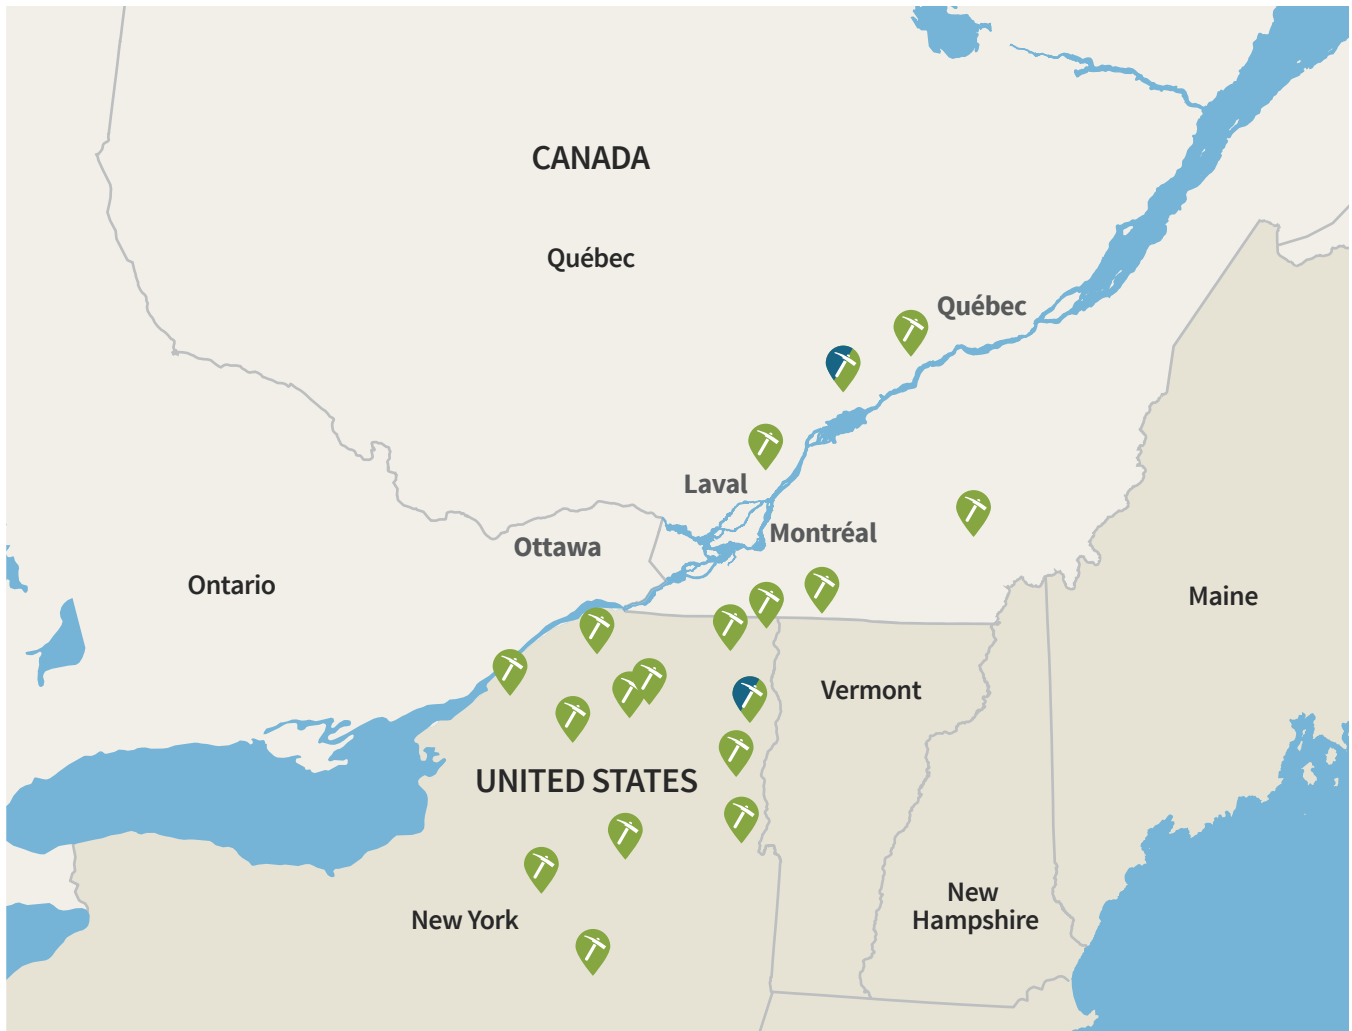 CANADA
Québec
Québec
Laval
Montréal
Ottawa
Ontario
Maine
Vermont
UNITED STATES
New York
New
Hampshire